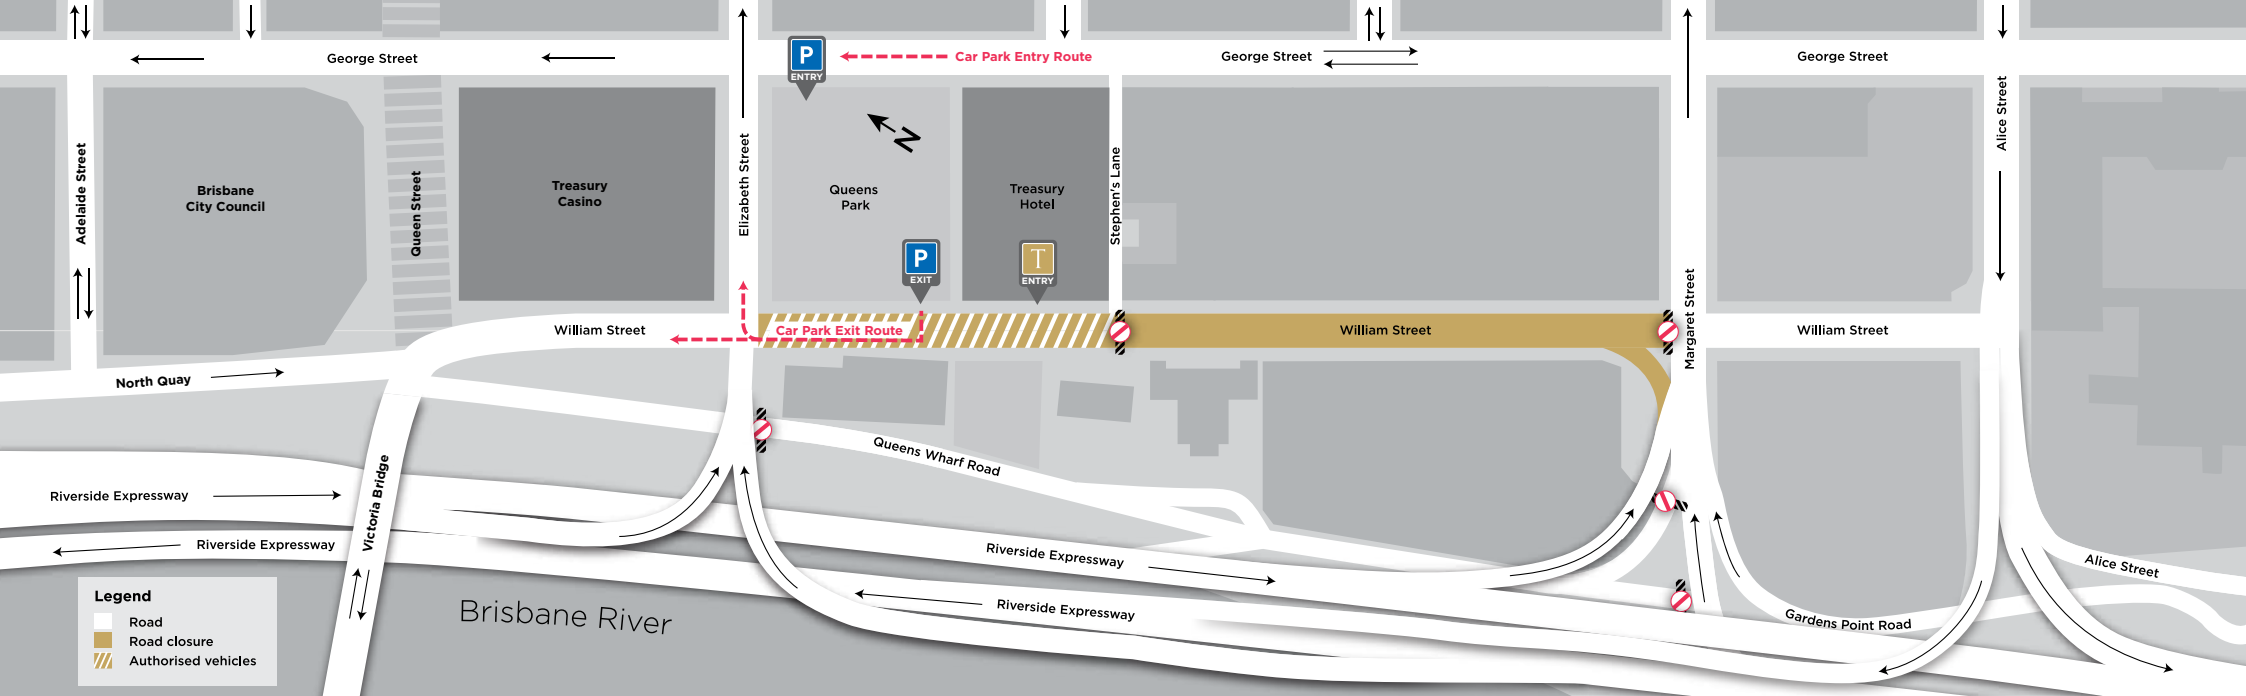 George Street
P
ENTRY
Car Park Entry Route
George Street
George Street
Adelaide Street
Brisbane
City Council
Queen Street
Treasury
Casino
Elizabeth Street
N
Queens
Park
Treasury
Hotel
Stephen's Lane
Alice Street
P
EXIT
T
ENTRY
Margaret Street
William Street
Car Park Exit Route
William Street
William Street
North Quay
Queens Wharf Road
Victoria Bridge
Riverside Expressway
Riverside Expressway
Riverside Expressway
Riverside Expressway
Alice Street
Gardens Point Road
Brisbane River
Legend
Road
Road closure
Authorised vehicles